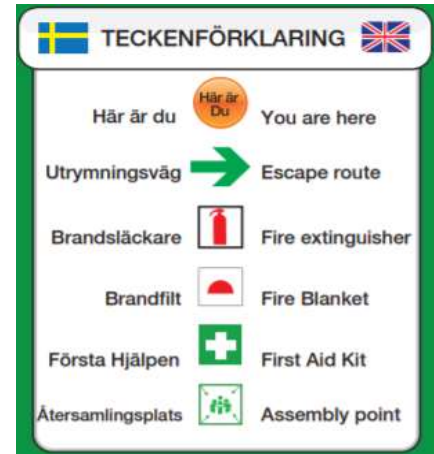 TECKENFÖRKLARING
Här är du
Här är
Du
You are here
Utrymningsväg
Escape route
Brandsläckare
Fire extinguisher
Brandfilt
Fire Blanket
Första Hjälpen
First Aid Kit
Återsamlingsplats
Assembly point